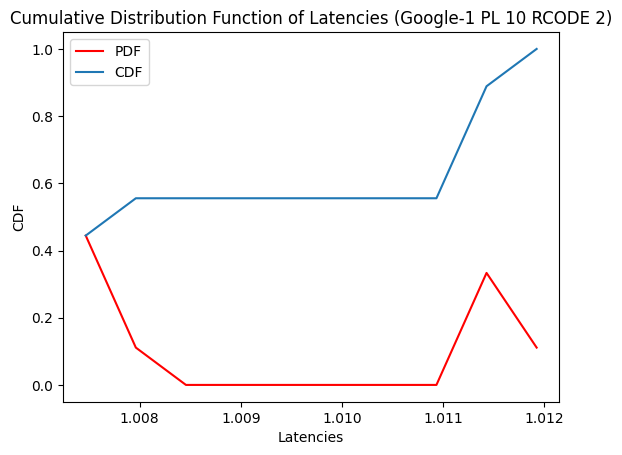 Cumulative Distribution Function of Latencies (Google-1 PL 10 RCODE 2)
PDF
CDF
1.0
0.8
0.6
0.4
0.2
0.0
CDF
1.008
1.009
1.010
1.011
1.012
Latencies